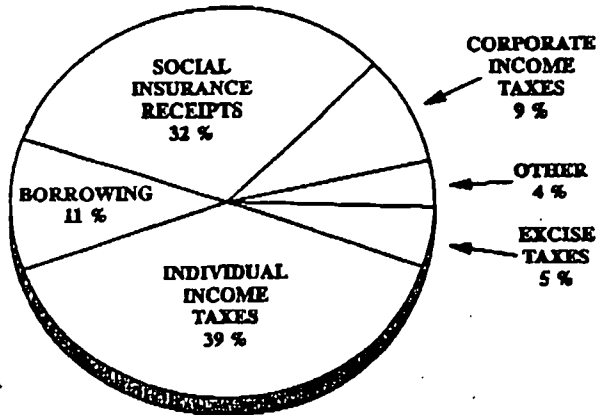 SOCIAL
INSURANCE
RECEIPTS
32 %
CORPORATE
INCOME
TAXES
9 %
OTHER
4 %
EXCISE
TAXES
5 %
BORROWING
11 %
INDIVIDUAL
INCOME
TAXES
39 %